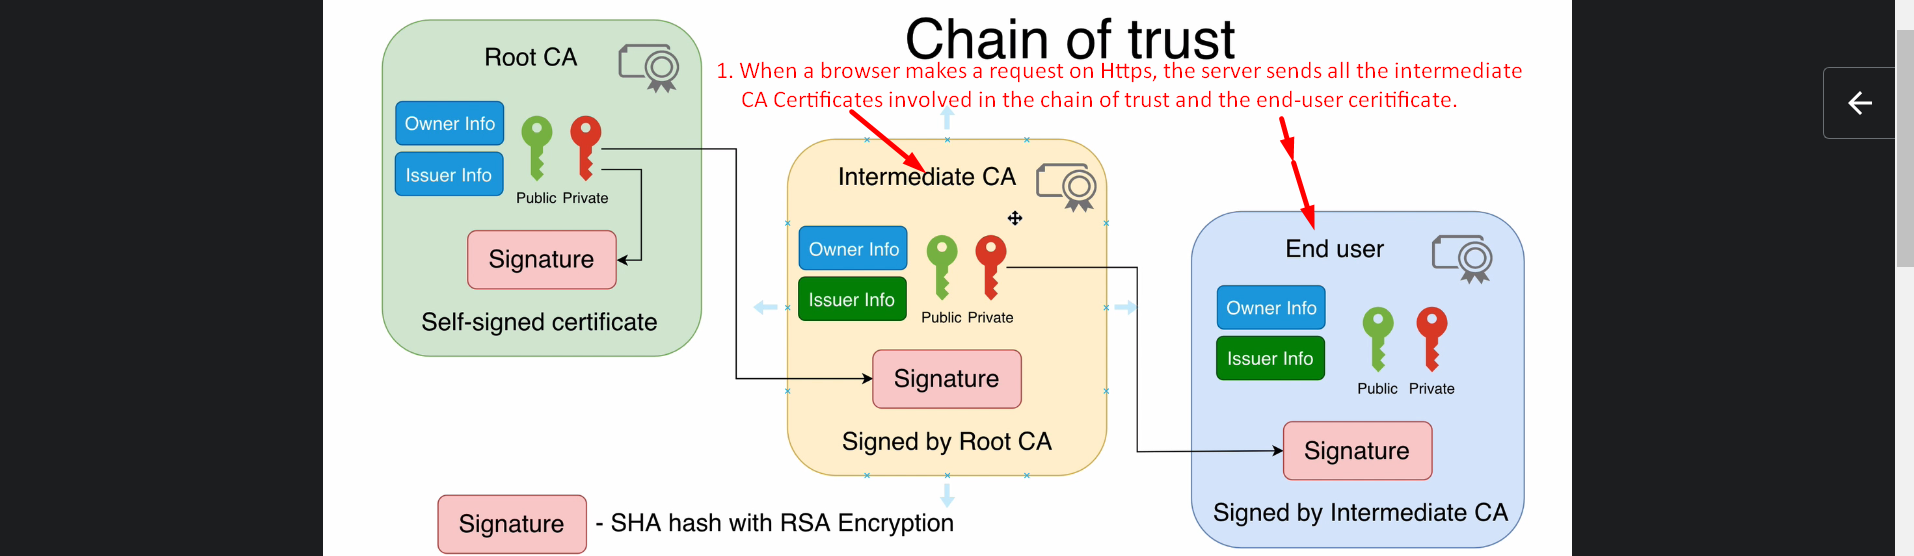 Chain of trust
1. When a browser makes a request on Https, the server sends all the intermediate
CA Certificates involved in the chain of trust and the end-user ceritificate.
Root CA
Owner Info
Issuer Info
Public Private
Signature
Self-signed certificate
Intermediate CA
Owner Info
Issuer Info
Public Private
Signature
Signed by Root CA
End user
Owner Info
Issuer Info
Public Private
Signature
Signed by Intermediate CA
Signature - SHA hash with RSA Encryption